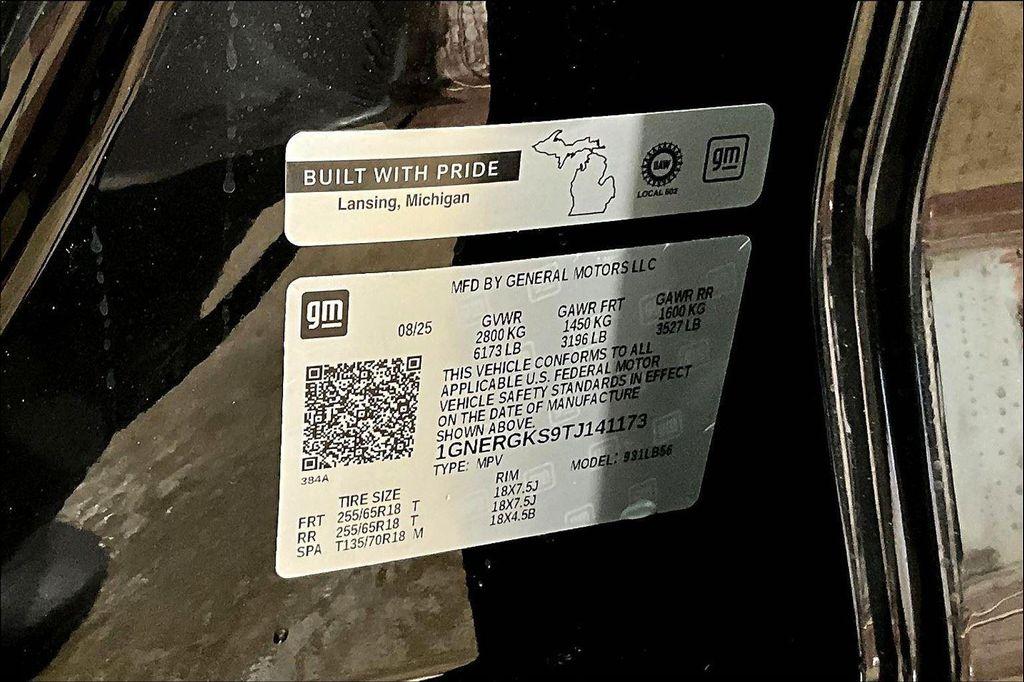 BUILT WITH PRIDE
Lansing, Michigan
UAW
LOCAL 602
gm
gm
MFD BY GENERAL MOTORS LLC
08/25
GVWR GAWR FRT GAWR RR
2800 KG 1450 KG 1600 KG
6173 LB 3196 LB 3527 LB
THIS VEHICLE CONFORMS TO ALL
APPLICABLE U.S. FEDERAL MOTOR
VEHICLE SAFETY STANDARDS IN EFFECT
ON THE DATE OF MANUFACTURE
SHOWN ABOVE.
1GNERGKS9TJ141173
TYPE: MPV MODEL: 931LB56
384A
TIRE SIZE RIM
FRT 255/65R18 T 18X7.5J
RR 255/65R18 T 18X7.5J
SPA T135/70R18 M 18X4.5B